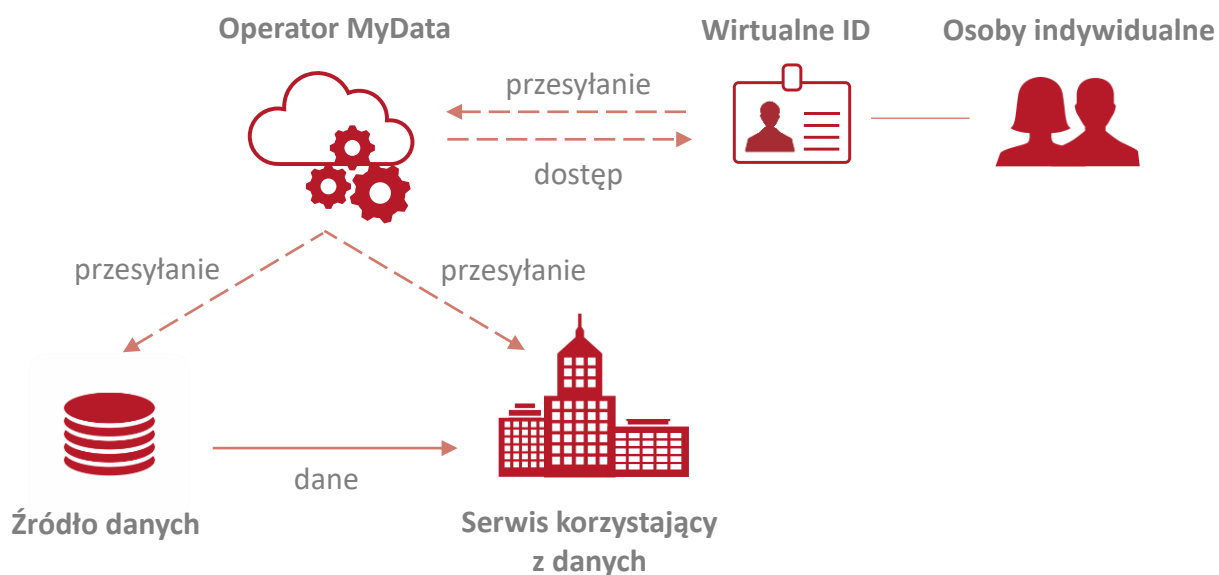 Operator MyData
Wirtualne ID
Osoby indywidualne
przesyłanie
dostęp
przesyłanie
przesyłanie
dane
Źródło danych
Serwis korzystający
z danych